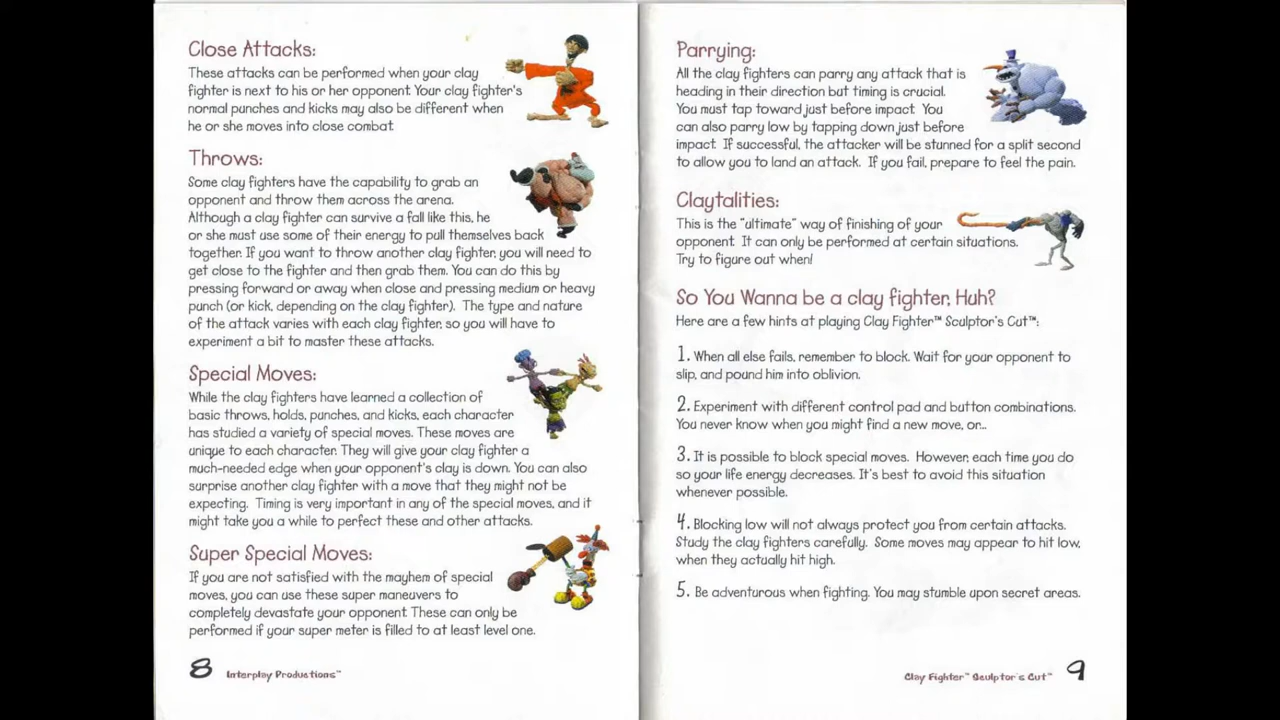 Close Attacks:
These attacks can be performed when your clay
fighter is next to his or her opponent. Your clay fighter's
normal punches and kicks may also be different when
he or she moves into close combat.
Throws:
Some clay fighters have the capability to grab an
opponent and throw them across the arena.
Although a clay fighter can survive a fall like this, he
or she must use some of their energy to pull themselves back
together. If you want to throw another clay fighter, you will need to
get close to the fighter and then grab them. You can do this by
pressing forward or away when close and pressing medium or heavy
punch (or kick, depending on the clay fighter). The type and nature
of the attack varies with each clay fighter, so you will have to
experiment a bit to master these attacks.
Special Moves:
While the clay fighters have learned a collection of
basic throws, holds, punches, and kicks, each character
has studied a variety of special moves. These moves are
unique to each character. They will give your clay fighter a
much-needed edge when your opponent's clay is down. You can also
surprise another clay fighter with a move that they might not be
expecting. Timing is very important in any of the special moves, and it
might take you a while to perfect these and other attacks.
Super Special Moves:
If you are not satisfied with the mayhem of special
moves, you can use these super maneuvers to
completely devastate your opponent. These can only be
performed if your super meter is filled to at least level one.
8 Interplay Productions™
Parrying:
All the clay fighters can parry any attack that is
heading in their direction but timing is crucial.
You must tap toward just before impact. You
can also parry low by tapping down just before
impact. If successful, the attacker will be stunned for a split second
to allow you to land an attack. If you fail, prepare to feel the pain.
Claytalities:
This is the "ultimate" way of finishing of your
opponent. It can only be performed at certain situations.
Try to figure out when!
So You Wanna be a clay fighter, Huh?
Here are a few hints at playing Clay Fighter™ Sculptor's Cut™:
1. When all else fails, remember to block. Wait for your opponent to
slip, and pound him into oblivion.
2. Experiment with different control pad and button combinations.
You never know when you might find a new move, or...
3. It is possible to block special moves. However, each time you do
so your life energy decreases. It's best to avoid this situation
whenever possible.
4. Blocking low will not always protect you from certain attacks.
Study the clay fighters carefully. Some moves may appear to hit low,
when they actually hit high.
5. Be adventurous when fighting. You may stumble upon secret areas.
Clay Fighter™ Sculptor's Cut™ 9